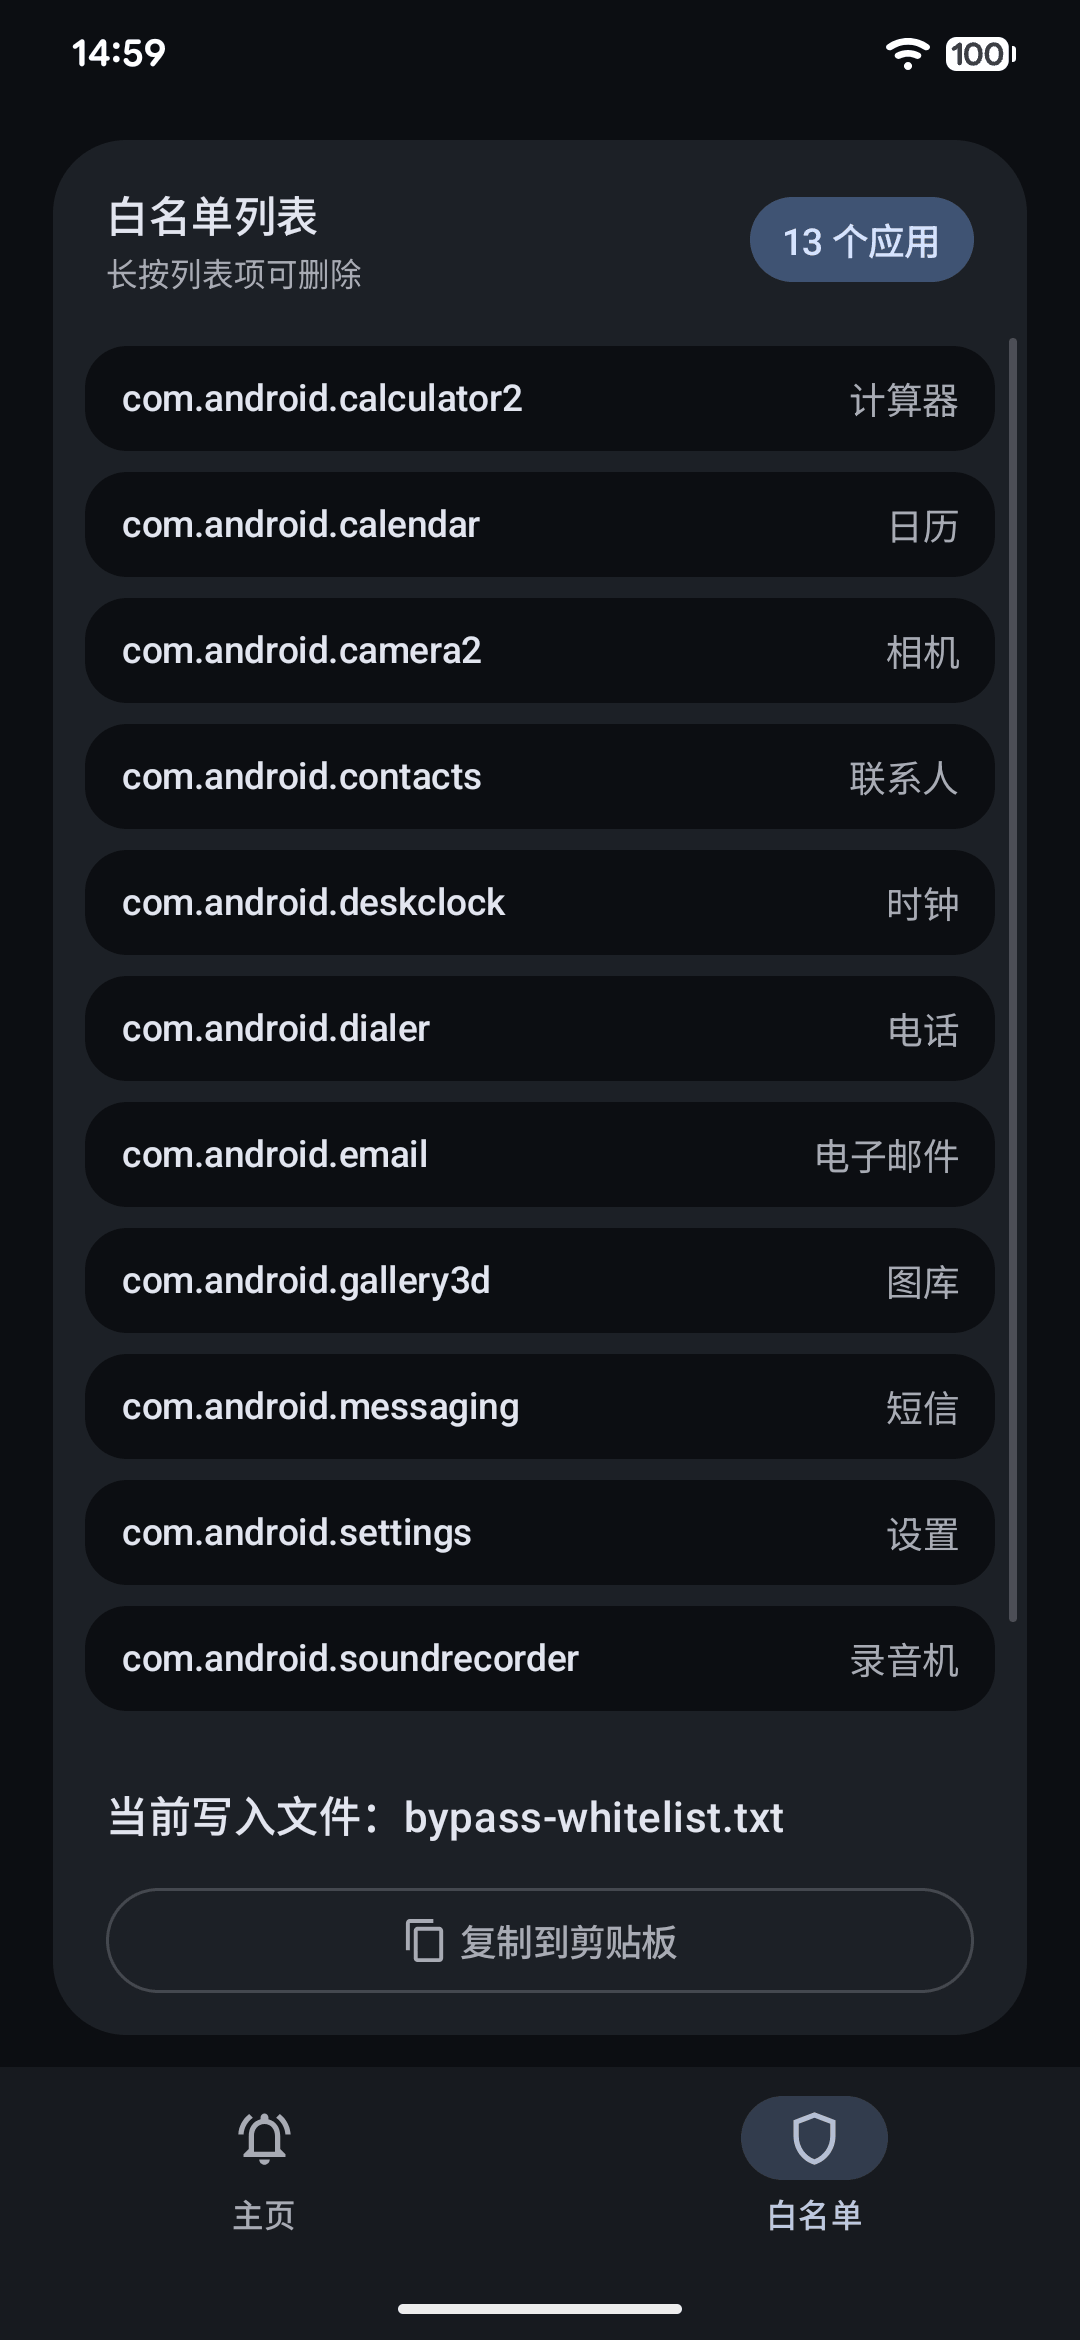 14:59
100
白名单列表
长按列表项可删除
13 个应用
com.android.calculator2 计算器
com.android.calendar 日历
com.android.camera2 相机
com.android.contacts 联系人
com.android.deskclock 时钟
com.android.dialer 电话
com.android.email 电子邮件
com.android.gallery3d 图库
com.android.messaging 短信
com.android.settings 设置
com.android.soundrecorder 录音机
当前写入文件：bypass-whitelist.txt
复制到剪贴板
主页
白名单